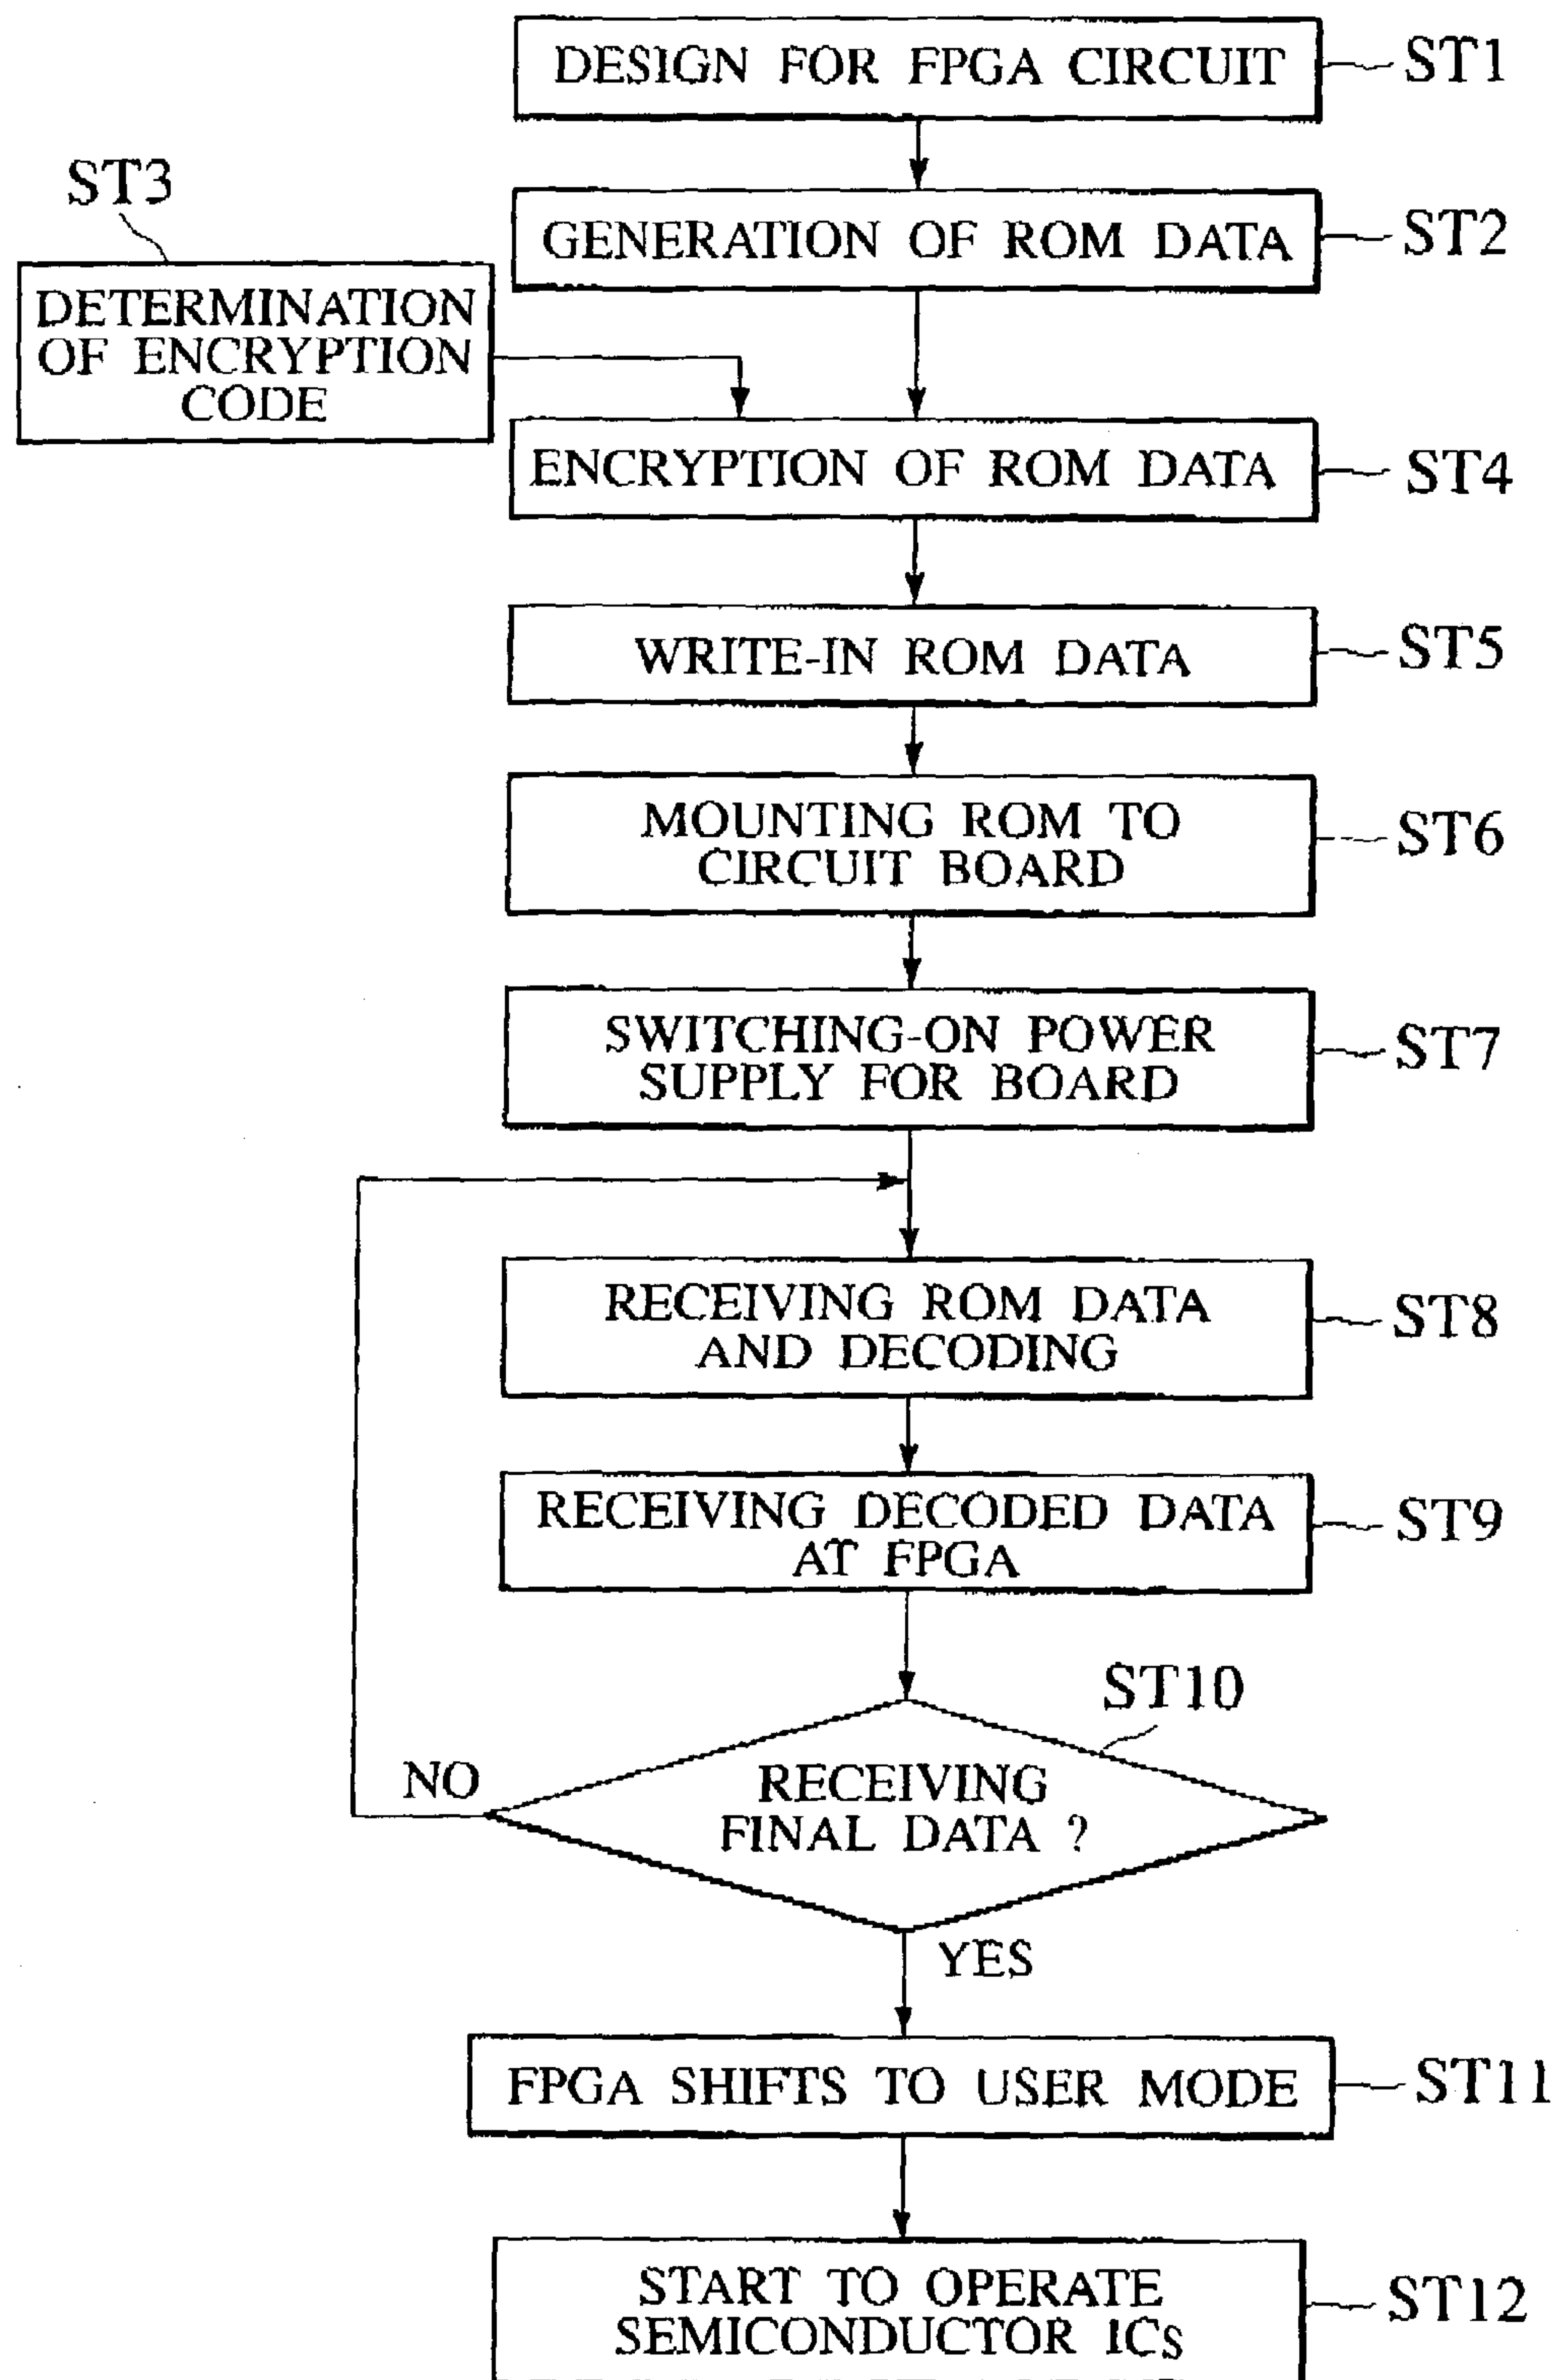 DESIGN FOR FPGA CIRCUIT
ST1
ST3
GENERATION OF ROM DATA
ST2
DETERMINATION
OF ENCRYPTION
CODE
ENCRYPTION OF ROM DATA
ST4
WRITE-IN ROM DATA
ST5
MOUNTING ROM TO
CIRCUIT BOARD
ST6
SWITCHING-ON POWER
SUPPLY FOR BOARD
ST7
RECEIVING ROM DATA
AND DECODING
ST8
RECEIVING DECODED DATA
AT FPGA
ST9
ST10
NO
RECEIVING
FINAL DATA ?
YES
FPGA SHIFTS TO USER MODE
ST11
START TO OPERATE
SEMICONDUCTOR ICs
ST12